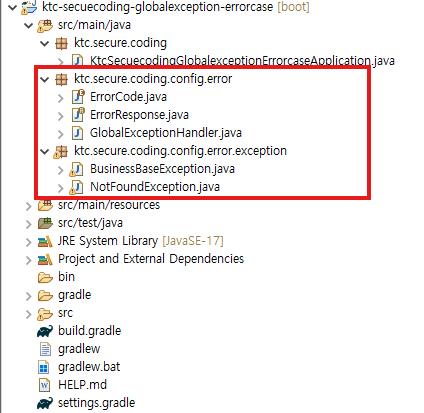 ktc-secuecoding-globalexception-errorcase [boot]
src/main/java
ktc.secure.coding
KtcSecuecodingGlobalexceptionErrorcaseApplication.java
ktc.secure.coding.config.error
ErrorCode.java
ErrorResponse.java
GlobalExceptionHandler.java
ktc.secure.coding.config.error.exception
BusinessBaseException.java
NotFoundException.java
src/main/resources
src/test/java
JRE System Library [JavaSE-17]
Project and External Dependencies
bin
gradle
src
build.gradle
gradlew
gradlew.bat
HELP.md
settings.gradle